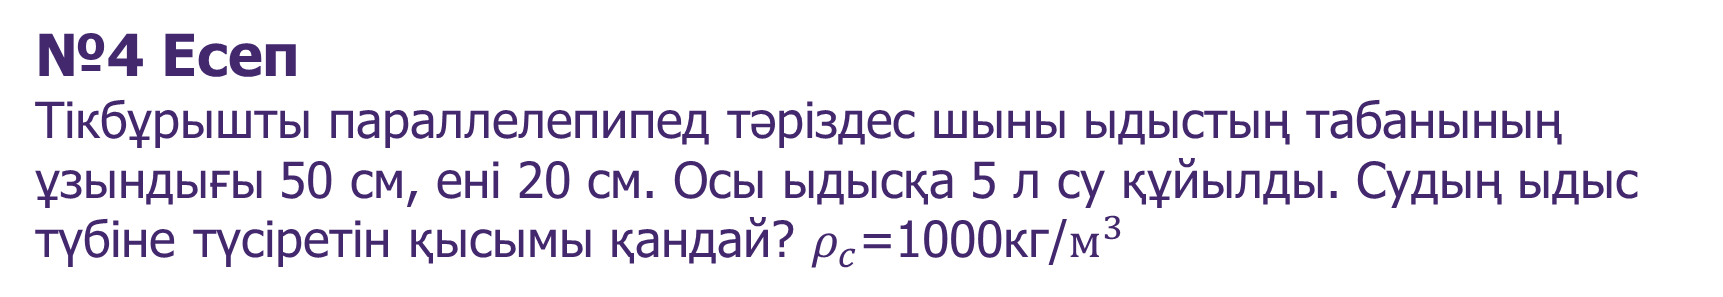 №4 Есеп
Тікбұрышты параллелепипед тәріздес шыны ыдыстың табанының
ұзындығы 50 см, ені 20 см. Осы ыдысқа 5 л су құйылды. Судың ыдыс
түбіне түсіретін қысымы қандай? 𝜌𝑐=1000кг/м³